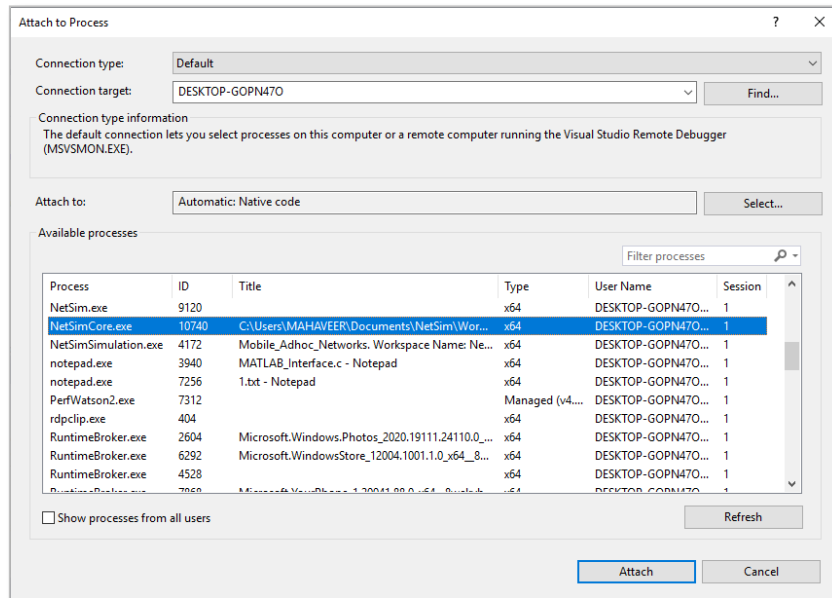 Attach to Process ? ×
Connection type: Default
Connection target: DESKTOP-GOPN47O Find...
Connection type information
The default connection lets you select processes on this computer or a remote computer running the Visual Studio Remote Debugger
(MSVSMON.EXE).
Attach to: Automatic: Native code Select...
Available processes
Filter processes
Process ID Title Type User Name Session
NetSim.exe 9120 x64 DESKTOP-GOPN47O... 1
NetSimCore.exe 10740 C:\Users\MAHAVEER\Documents\NetSim\Wor... x64 DESKTOP-GOPN47O... 1
NetSimSimulation.exe 4172 Mobile_Adhoc_Networks. Workspace Name: Ne... x64 DESKTOP-GOPN47O... 1
notepad.exe 3940 MATLAB_Interface.c - Notepad x64 DESKTOP-GOPN47O... 1
notepad.exe 7256 1.txt - Notepad x64 DESKTOP-GOPN47O... 1
PerfWatson2.exe 7312 Managed (v4.... DESKTOP-GOPN47O... 1
rdpclip.exe 404 x64 DESKTOP-GOPN47O... 1
RuntimeBroker.exe 2604 Microsoft.Windows.Photos_2020.19111.24110.0_... x64 DESKTOP-GOPN47O... 1
RuntimeBroker.exe 6292 Microsoft.WindowsStore_12004.1001.1.0_x64__8... x64 DESKTOP-GOPN47O... 1
RuntimeBroker.exe 4528 x64 DESKTOP-GOPN47O... 1
RuntimeBroker.exe 7868 x64 DESKTOP-GOPN47O... 1
Show processes from all users Refresh
Attach Cancel